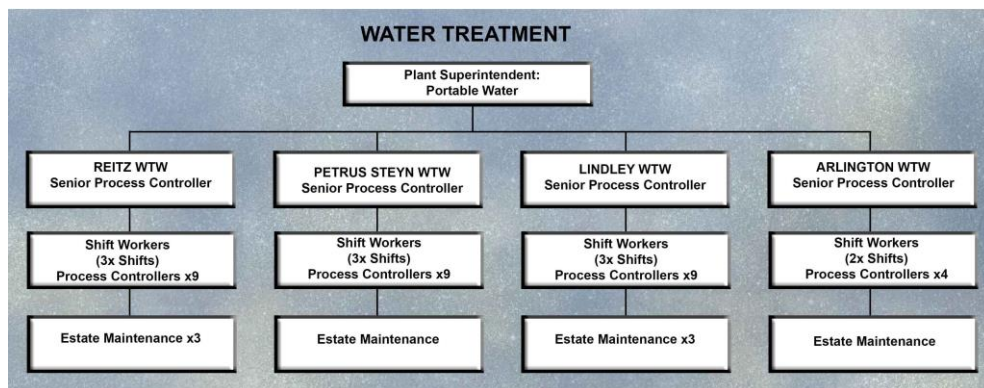 WATER TREATMENT
Plant Superintendent:
Portable Water
REITZ WTW
Senior Process Controller
PETRUS STEYN WTW
Senior Process Controller
LINDLEY WTW
Senior Process Controller
ARLINGTON WTW
Senior Process Controller
Shift Workers
(3x Shifts)
Process Controllers x9
Shift Workers
(3x Shifts)
Process Controllers x9
Shift Workers
(3x Shifts)
Process Controllers x9
Shift Workers
(2x Shifts)
Process Controllers x4
Estate Maintenance x3
Estate Maintenance
Estate Maintenance x3
Estate Maintenance